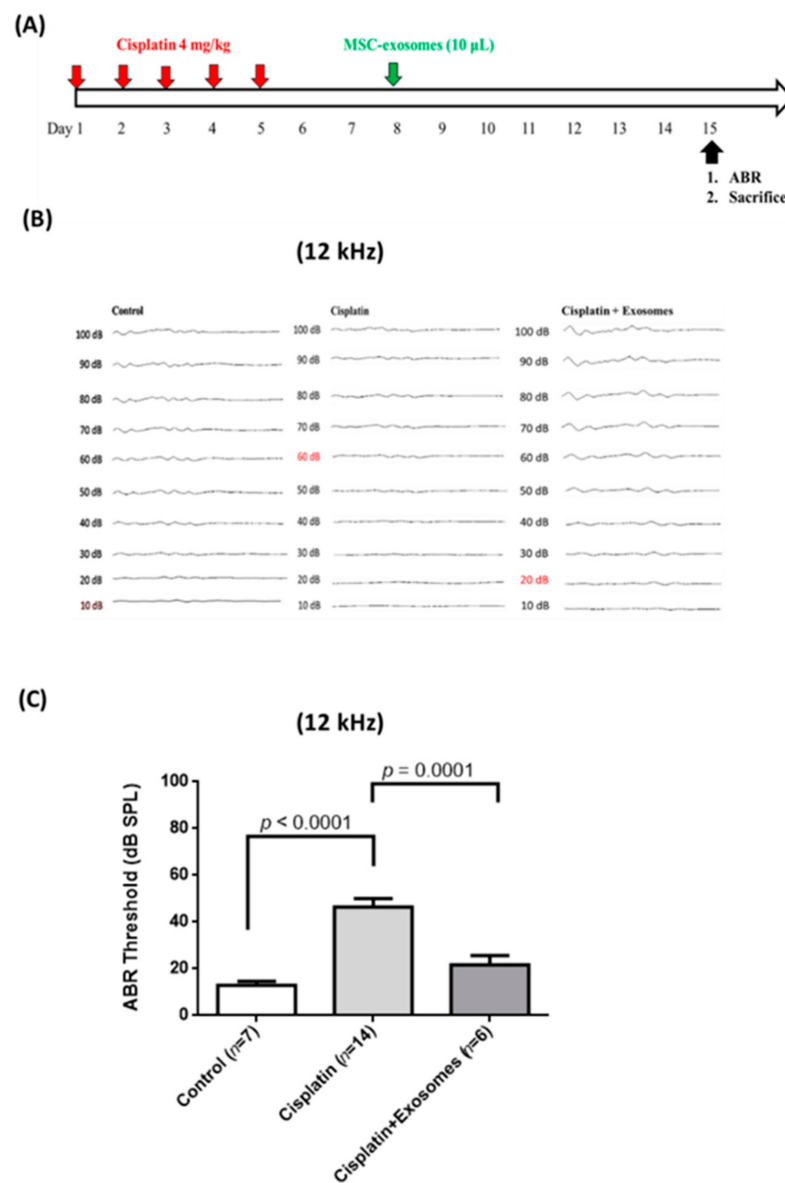 (A)
Cisplatin 4 mg/kg MSC-exosomes (10 µL)
Day 1 2 3 4 5 6 7 8 9 10 11 12 13 14 15
1. ABR
2. Sacrifice
(B)
(12 kHz)
Control Cisplatin Cisplatin + Exosomes
100 dB 100 dB 100 dB
90 dB 90 dB 90 dB
80 dB 80 dB 80 dB
70 dB 70 dB 70 dB
60 dB 60 dB 60 dB
50 dB 50 dB 50 dB
40 dB 40 dB 40 dB
30 dB 30 dB 30 dB
20 dB 20 dB 20 dB
10 dB 10 dB 10 dB
(C)
(12 kHz)
ABR Threshold (dB SPL)
100
80
60
40
20
0
p < 0.0001
p = 0.0001
Control (n=7)
Cisplatin (n=14)
Cisplatin+Exosomes (n=6)